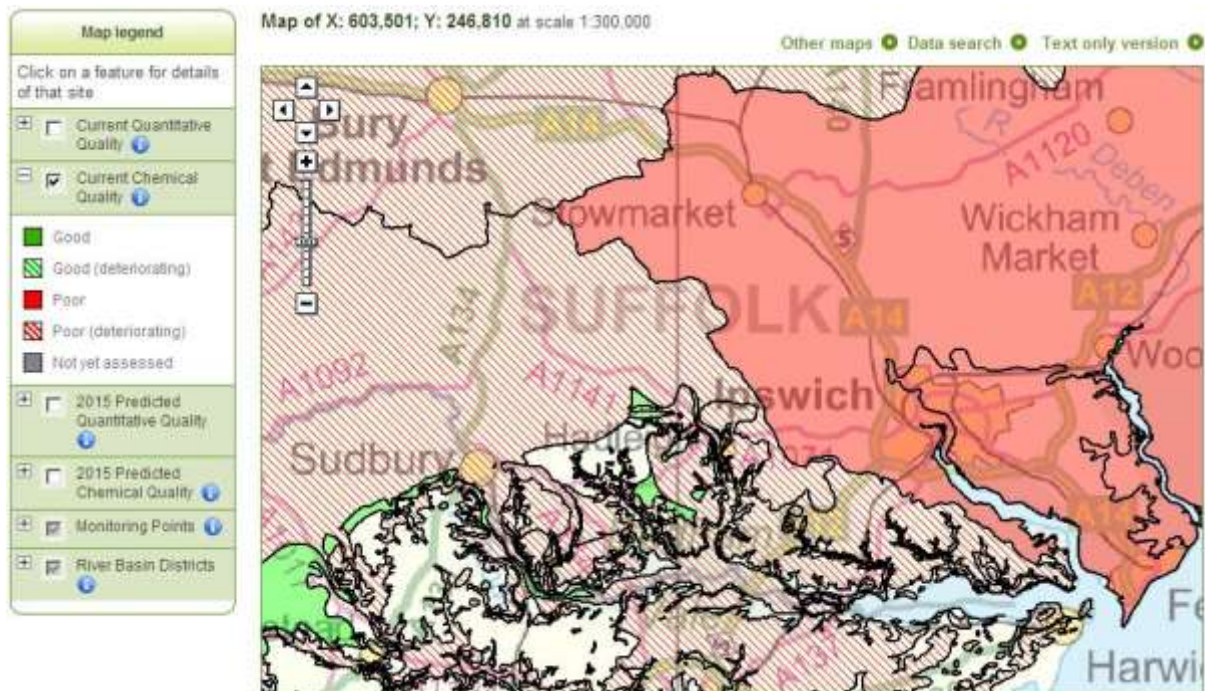 Map legend
Click on a feature for details
of that site
Current Quantitative
Quality
Current Chemical
Quality
Good
Good (deteriorating)
Poor
Poor (deteriorating)
Not yet assessed
2015 Predicted
Quantitative Quality
2015 Predicted
Chemical Quality
Monitoring Points
River Basin Districts
Map of X: 603,501; Y: 246,810 at scale 1:300,000
Other maps Data search Text only version
Framlingham
Bury
t Edmunds
A1120
R
Deben
Stowmarket
Wickham
Market
S
SUFFOLK
A14
A12
A134
Woo
A1092
A1141
Ipswich
Sudbury
A14
A137
Fe
Harwi